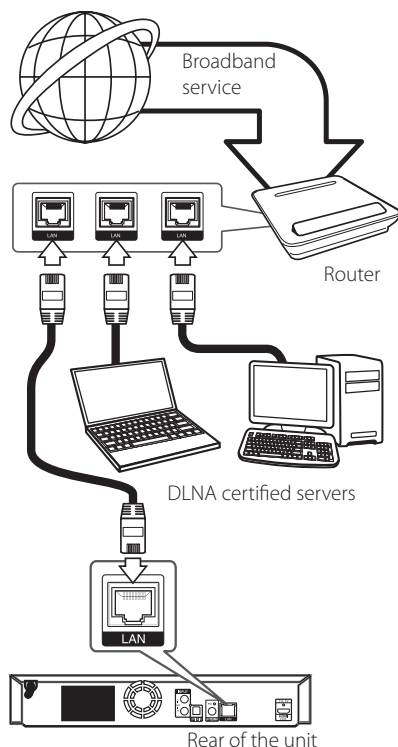 Broadband
service
LAN
LAN
LAN
Router
DLNA certified servers
LAN
Rear of the unit